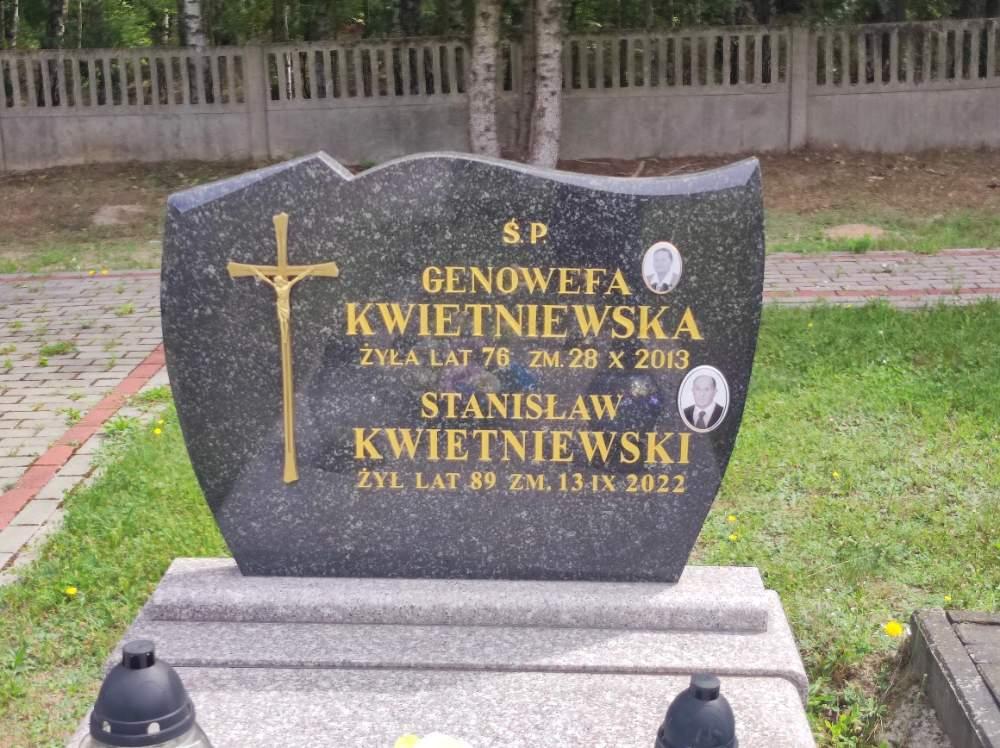 Ś.P.
GENOWEFA
KWIETNIEWSKA
ŻYŁA LAT 76 ZM. 28 X 2013
STANISŁAW
KWIETNIEWSKI
ŻYŁ LAT 89 ZM. 13 IX 2022